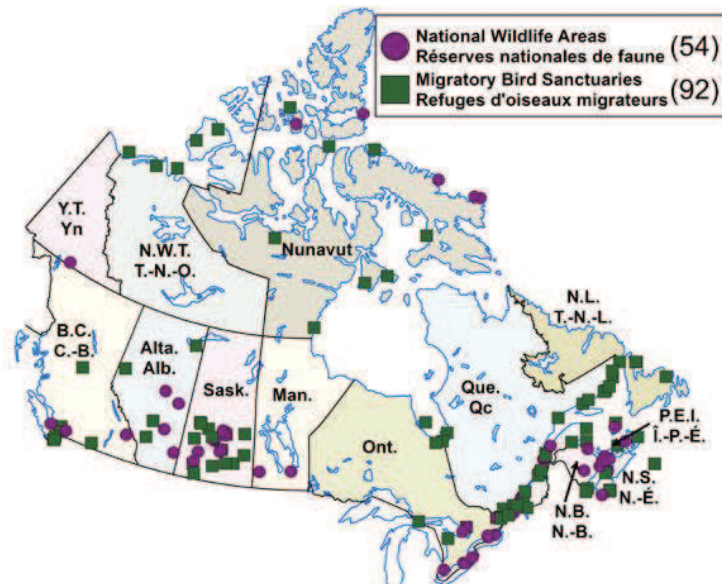 National Wildlife Areas
Réserves nationales de faune (54)
Migratory Bird Sanctuaries
Refuges d'oiseaux migrateurs (92)
Y.T.
Yn
N.W.T.
T.-N.-O.
Nunavut
N.L.
T.-N.-L.
B.C.
C.-B.
Alta.
Alb.
Sask.
Man.
Que.
Qc
Ont.
P.E.I.
Î.-P.-É.
N.S.
N.-É.
N.B.
N.-B.